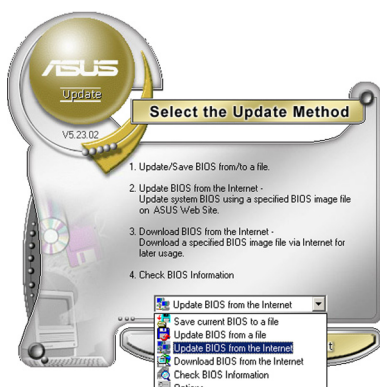 ASUS
Update
V5.23.02
Select the Update Method
1. Update/Save BIOS from/to a file.
2. Update BIOS from the Internet -
Update system BIOS using a specified BIOS image file
on ASUS Web Site.
3. Download BIOS from the Internet -
Download a specified BIOS image file via Internet for
later usage.
4. Check BIOS Information
Update BIOS from the Internet
Save current BIOS to a file
Update BIOS from a file
Update BIOS from the Internet
Download BIOS from the Internet
Check BIOS Information
Options